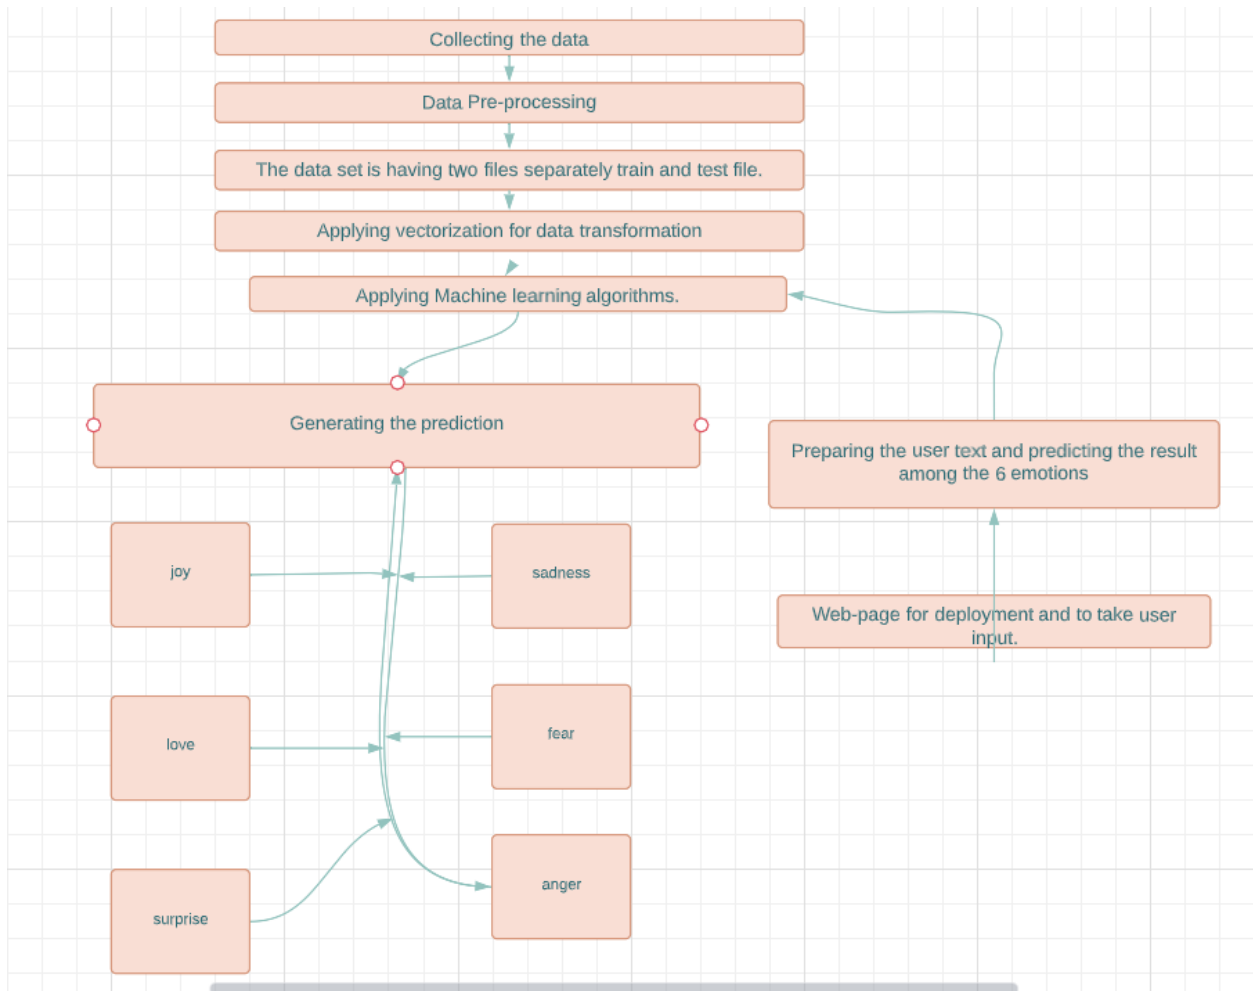 Collecting the data
Data Pre-processing
The data set is having two files separately train and test file.
Applying vectorization for data transformation
Applying Machine learning algorithms.
Generating the prediction
Preparing the user text and predicting the result
among the 6 emotions
joy
sadness
Web-page for deployment and to take user
input.
love
fear
surprise
anger